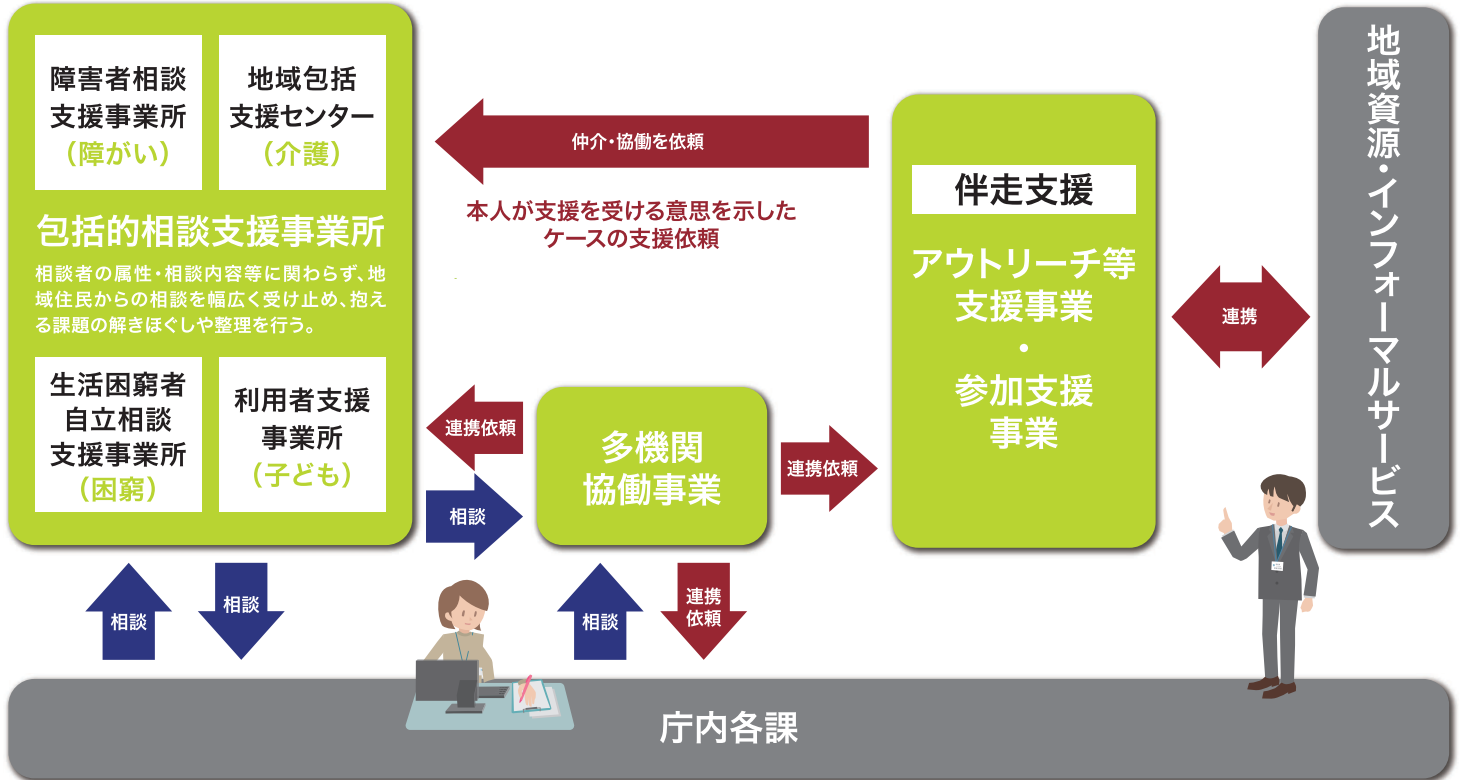 障害者相談
支援事業所
（障がい）
地域包括
支援センター
（介護）
包括的相談支援事業所
相談者の属性・相談内容等に関わらず、地
域住民からの相談を幅広く受け止め、抱え
る課題の解きほぐしや整理を行う。
生活困窮者
自立相談
支援事業所
（困窮）
利用者支援
事業所
（子ども）
仲介・協働を依頼
本人が支援を受ける意思を示した
ケースの支援依頼
伴走支援
アウトリーチ等
支援事業
・
参加支援
事業
連携
地域資源・インフォーマルサービス
連携依頼
相談
多機関
協働事業
連携依頼
相談
相談
相談
連携
依頼
庁内各課